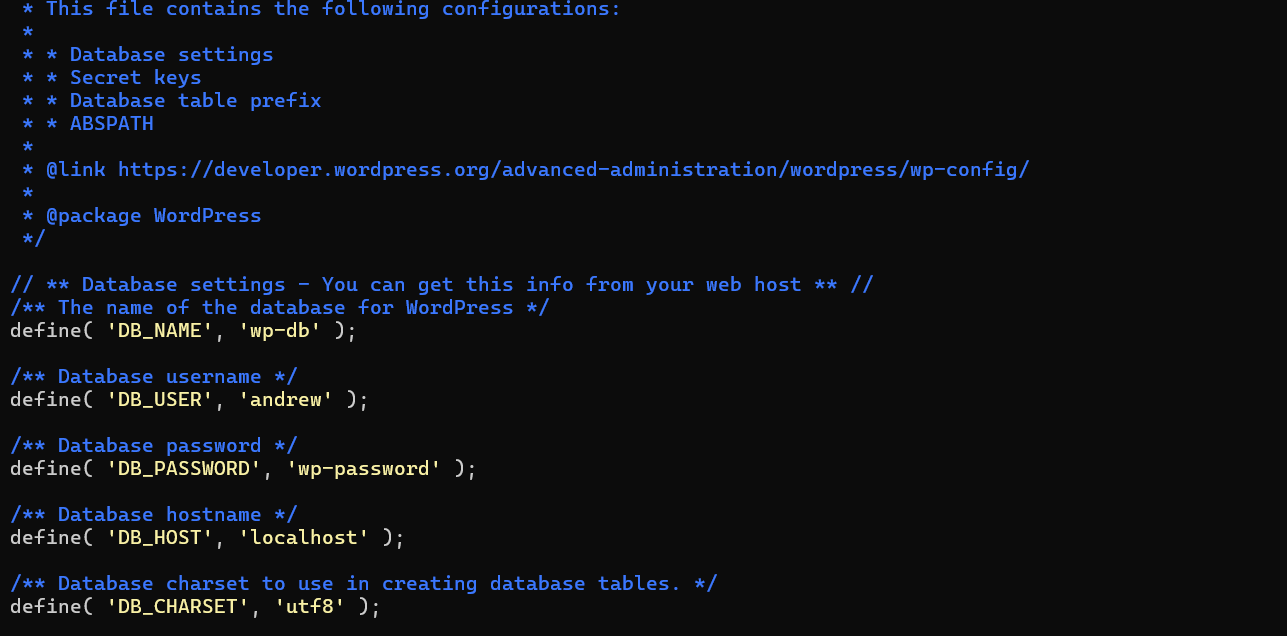 * This file contains the following configurations:
*
* * Database settings
* * Secret keys
* * Database table prefix
* * ABSPATH
*
* @link https://developer.wordpress.org/advanced-administration/wordpress/wp-config/
*
* @package WordPress
*/
// ** Database settings - You can get this info from your web host ** //
/** The name of the database for WordPress */
define( 'DB_NAME', 'wp-db' );
/** Database username */
define( 'DB_USER', 'andrew' );
/** Database password */
define( 'DB_PASSWORD', 'wp-password' );
/** Database hostname */
define( 'DB_HOST', 'localhost' );
/** Database charset to use in creating database tables. */
define( 'DB_CHARSET', 'utf8' );